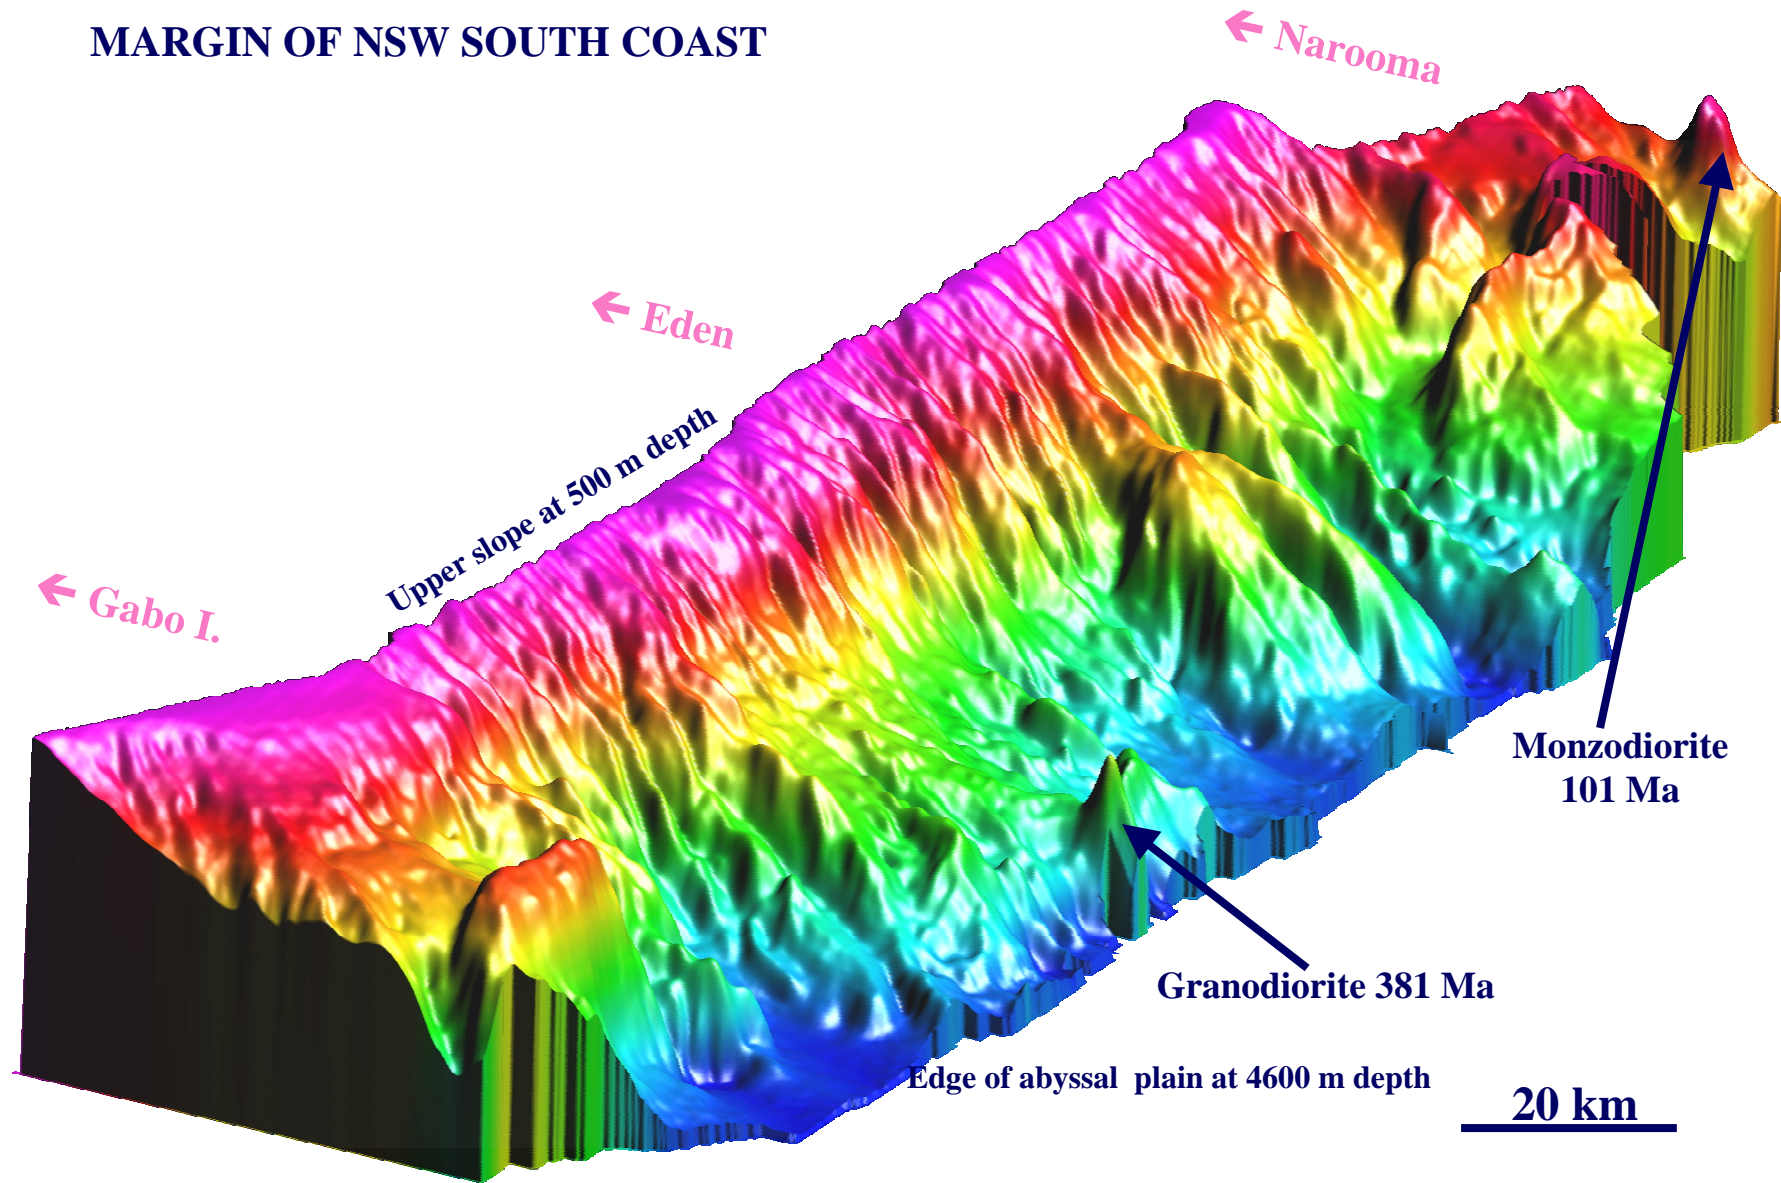 MARGIN OF NSW SOUTH COAST
← Narooma
← Eden
Upper slope at 500 m depth
← Gabo I.
Monzodiorite
101 Ma
Granodiorite 381 Ma
Edge of abyssal plain at 4600 m depth
20 km